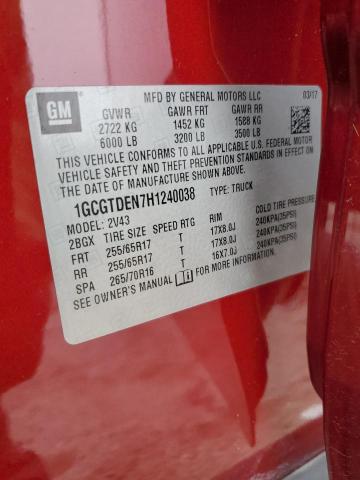 GM
MFD BY GENERAL MOTORS LLC 03/17
GVWR GAWR FRT GAWR RR
2722 KG 1452 KG 1588 KG
6000 LB 3200 LB 3500 LB
THIS VEHICLE CONFORMS TO ALL APPLICABLE U.S. FEDERAL MOTOR
VEHICLE SAFETY AND THEFT PREVENTION STANDARDS IN EFFECT ON
THE DATE OF MANUFACTURE SHOWN ABOVE.
1GCGTDEN7H1240038 TYPE: TRUCK
MODEL: 2V43
2BGX TIRE SIZE SPEED RTG RIM COLD TIRE PRESSURE
FRT 255/65R17 T 17X8.0J 240KPA(35PSI)
RR 255/65R17 T 17X8.0J 240KPA(35PSI)
SPA 265/70R16 T 16X7.0J 240KPA(35PSI)
SEE OWNER'S MANUAL FOR MORE INFORMATION.